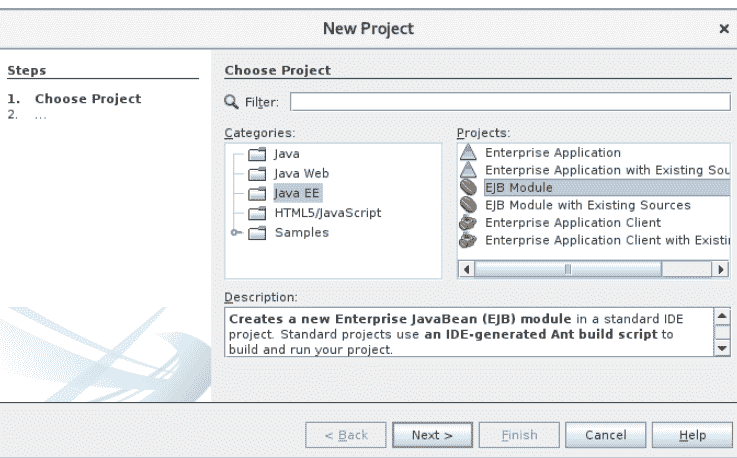 New Project
×
Steps
1. Choose Project
2. ...
Choose Project
Filter:
Categories:
Java
Java Web
Java EE
HTML5/JavaScript
Samples
Projects:
Enterprise Application
Enterprise Application with Existing Sou
EJB Module
EJB Module with Existing Sources
Enterprise Application Client
Enterprise Application Client with Existi
Description:
Creates a new Enterprise JavaBean (EJB) module in a standard IDE
project. Standard projects use an IDE-generated Ant build script to
build and run your project.
< Back
Next >
Finish
Cancel
Help